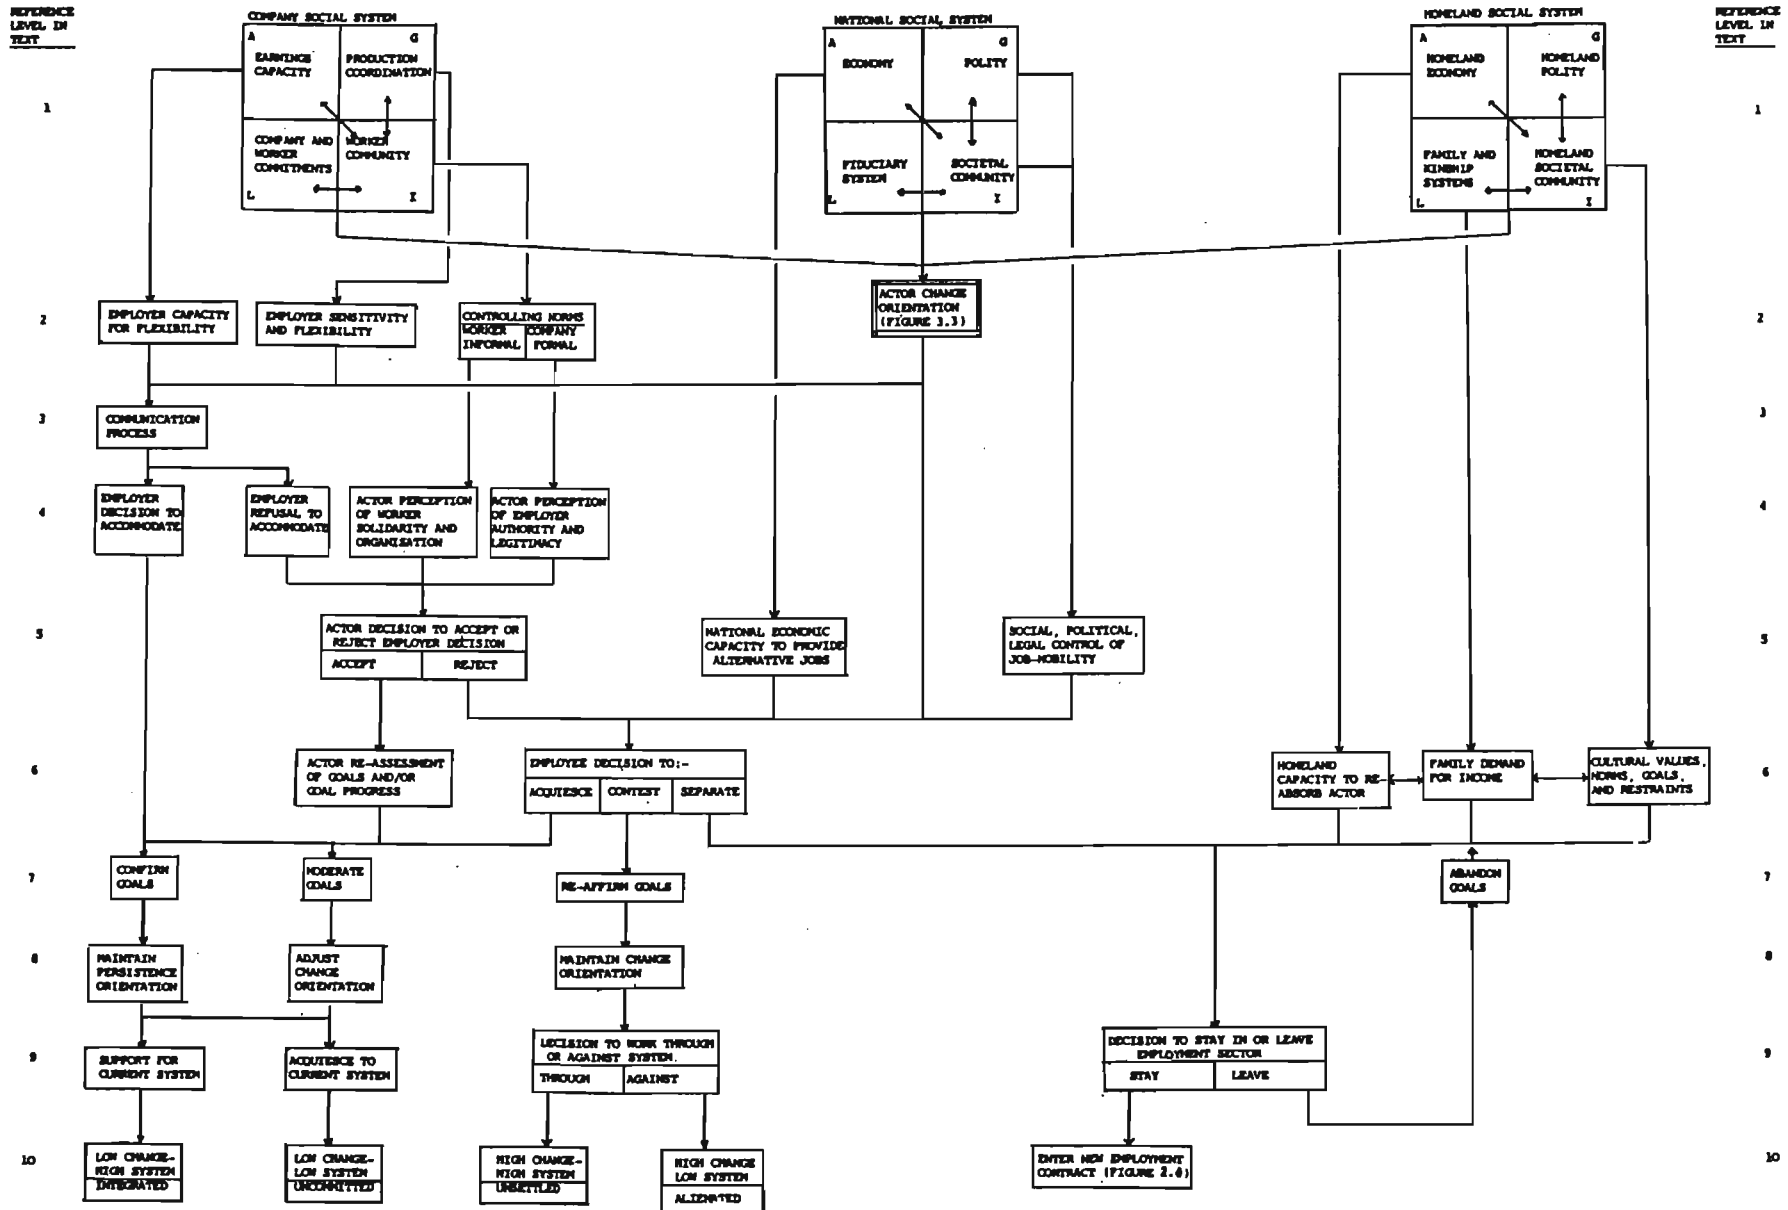 REFERENCE
LEVEL IN
TEXT
COMPANY SOCIAL SYSTEM
NATIONAL SOCIAL SYSTEM
HOMELAND SOCIAL SYSTEM
REFERENCE
LEVEL IN
TEXT
A
G
EARNINGS
CAPACITY
PRODUCTION
COORDINATION
COMPANY AND
WORKER
COMMITMENTS
WORKER
COMMUNITY
L
I
A
G
ECONOMY
POLITY
FIDUCIARY
SYSTEM
SOCIETAL
COMMUNITY
L
I
A
G
HOMELAND
ECONOMY
HOMELAND
POLITY
FAMILY AND
KINSHIP
SYSTEMS
HOMELAND
SOCIETAL
COMMUNITY
L
I
1
1
2
EMPLOYER CAPACITY
FOR FLEXIBILITY
EMPLOYER SENSITIVITY
AND FLEXIBILITY
CONTROLLING NORMS
WORKER
INFORMAL
COMPANY
FORMAL
ACTOR CHANGE
ORIENTATION
(FIGURE 3.3)
2
3
COMMUNICATION
PROCESS
3
4
EMPLOYER
DECISION TO
ACCOMMODATE
EMPLOYER
REFUSAL TO
ACCOMMODATE
ACTOR PERCEPTION
OF WORKER
SOLIDARITY AND
ORGANISATION
ACTOR PERCEPTION
OF EMPLOYER
AUTHORITY AND
LEGITIMACY
4
5
ACTOR DECISION TO ACCEPT OR
REJECT EMPLOYER DECISION
ACCEPT
REJECT
NATIONAL ECONOMIC
CAPACITY TO PROVIDE
ALTERNATIVE JOBS
SOCIAL, POLITICAL,
LEGAL CONTROL OF
JOB-MOBILITY
5
6
ACTOR RE-ASSESSMENT
OF GOALS AND/OR
GOAL PROGRESS
EMPLOYEE DECISION TO:-
ACQUIESCE
CONTEST
SEPARATE
HOMELAND
CAPACITY TO RE-
ABSORB ACTOR
FAMILY DEMAND
FOR INCOME
CULTURAL VALUES,
NORMS, GOALS,
AND RESTRAINTS
6
7
CONFIRM
GOALS
MODERATE
GOALS
RE-AFFIRM GOALS
ABANDON
GOALS
7
8
MAINTAIN
PERSISTENCE
ORIENTATION
ADJUST
CHANGE
ORIENTATION
MAINTAIN CHANGE
ORIENTATION
8
9
SUPPORT FOR
CURRENT SYSTEM
ACQUIESCE TO
CURRENT SYSTEM
DECISION TO WORK THROUGH
OR AGAINST SYSTEM.
THROUGH
AGAINST
DECISION TO STAY IN OR LEAVE
EMPLOYMENT SECTOR
STAY
LEAVE
9
10
LOW CHANGE-
HIGH SYSTEM
INTEGRATED
LOW CHANGE-
LOW SYSTEM
UNCOMMITTED
HIGH CHANGE-
HIGH SYSTEM
UNSETTLED
HIGH CHANGE
LOW SYSTEM
ALIENATED
ENTER NEW EMPLOYMENT
CONTRACT (FIGURE 2.6)
10